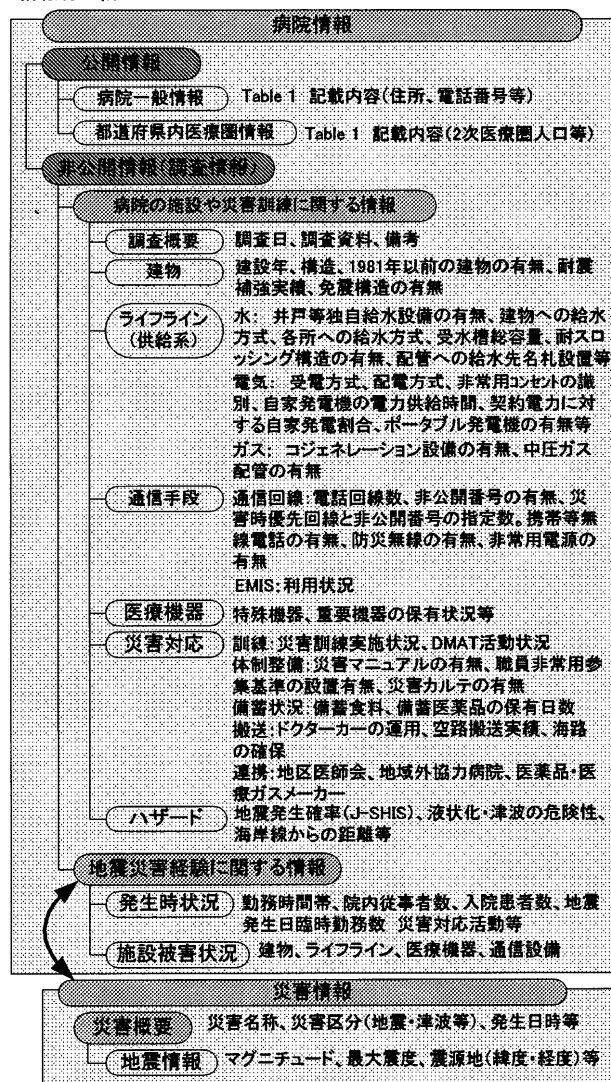 病院情報
公開情報
病院一般情報 Table 1 記載内容(住所、電話番号等)
都道府県内医療圏情報 Table 1 記載内容(2次医療圏人口等)
非公開情報(調査情報)
病院の施設や災害訓練に関する情報
調査概要 調査日、調査資料、備考
建物 建設年、構造、1981年以前の建物の有無、耐震
補強実績、免震構造の有無
ライフライン
(供給系)
水: 井戸等独自給水設備の有無、建物への給水
方式、各所への給水方式、受水槽総容量、耐スロ
ッシング構造の有無、配管への給水先名札設置等
電気: 受電方式、配電方式、非常用コンセントの識
別、自家発電機の電力供給時間、契約電力に対
する自家発電割合、ポータブル発電機の有無等
ガス: コジェネレーション設備の有無、中圧ガス
配管の有無
通信手段 通信回線:電話回線数、非公開番号の有無、災
害時優先回線と非公開番号の指定数。携帯等無
線電話の有無、防災無線の有無、非常用電源の
有無
EMIS:利用状況
医療機器 特殊機器、重要機器の保有状況等
災害対応 訓練:災害訓練実施状況、DMAT活動状況
体制整備:災害マニュアルの有無、職員非常用参
集基準の設置有無、災害カルテの有無
備蓄状況:備蓄食料、備蓄医薬品の保有日数
搬送:ドクターカーの運用、空路搬送実績、海路
の確保
連携:地区医師会、地域外協力病院、医薬品・医
療ガスメーカー
ハザード 地震発生確率(J-SHIS)、液状化・津波の危険性、
海岸線からの距離等
地震災害経験に関する情報
発生時状況 勤務時間帯、院内従事者数、入院患者数、地震
発生日臨時勤務数 災害対応活動等
施設被害状況 建物、ライフライン、医療機器、通信設備
災害情報
災害概要 災害名称、災害区分(地震・津波等)、発生日時等
地震情報 マグニチュード、最大震度、震源地(緯度・経度)等